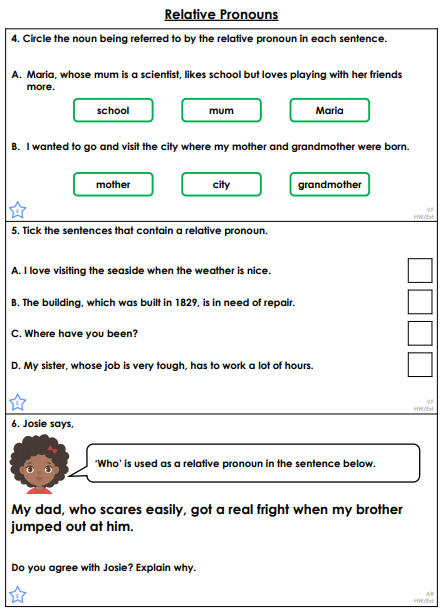 Relative Pronouns
4. Circle the noun being referred to by the relative pronoun in each sentence.
A. Maria, whose mum is a scientist, likes school but loves playing with her friends
more.
school mum Maria
B. I wanted to go and visit the city where my mother and grandmother were born.
mother city grandmother
VF
HW/Ext
5. Tick the sentences that contain a relative pronoun.
A. I love visiting the seaside when the weather is nice.
B. The building, which was built in 1829, is in need of repair.
C. Where have you been?
D. My sister, whose job is very tough, has to work a lot of hours.
VF
HW/Ext
6. Josie says,
‘Who’ is used as a relative pronoun in the sentence below.
My dad, who scares easily, got a real fright when my brother
jumped out at him.
Do you agree with Josie? Explain why.
AR
HW/Ext